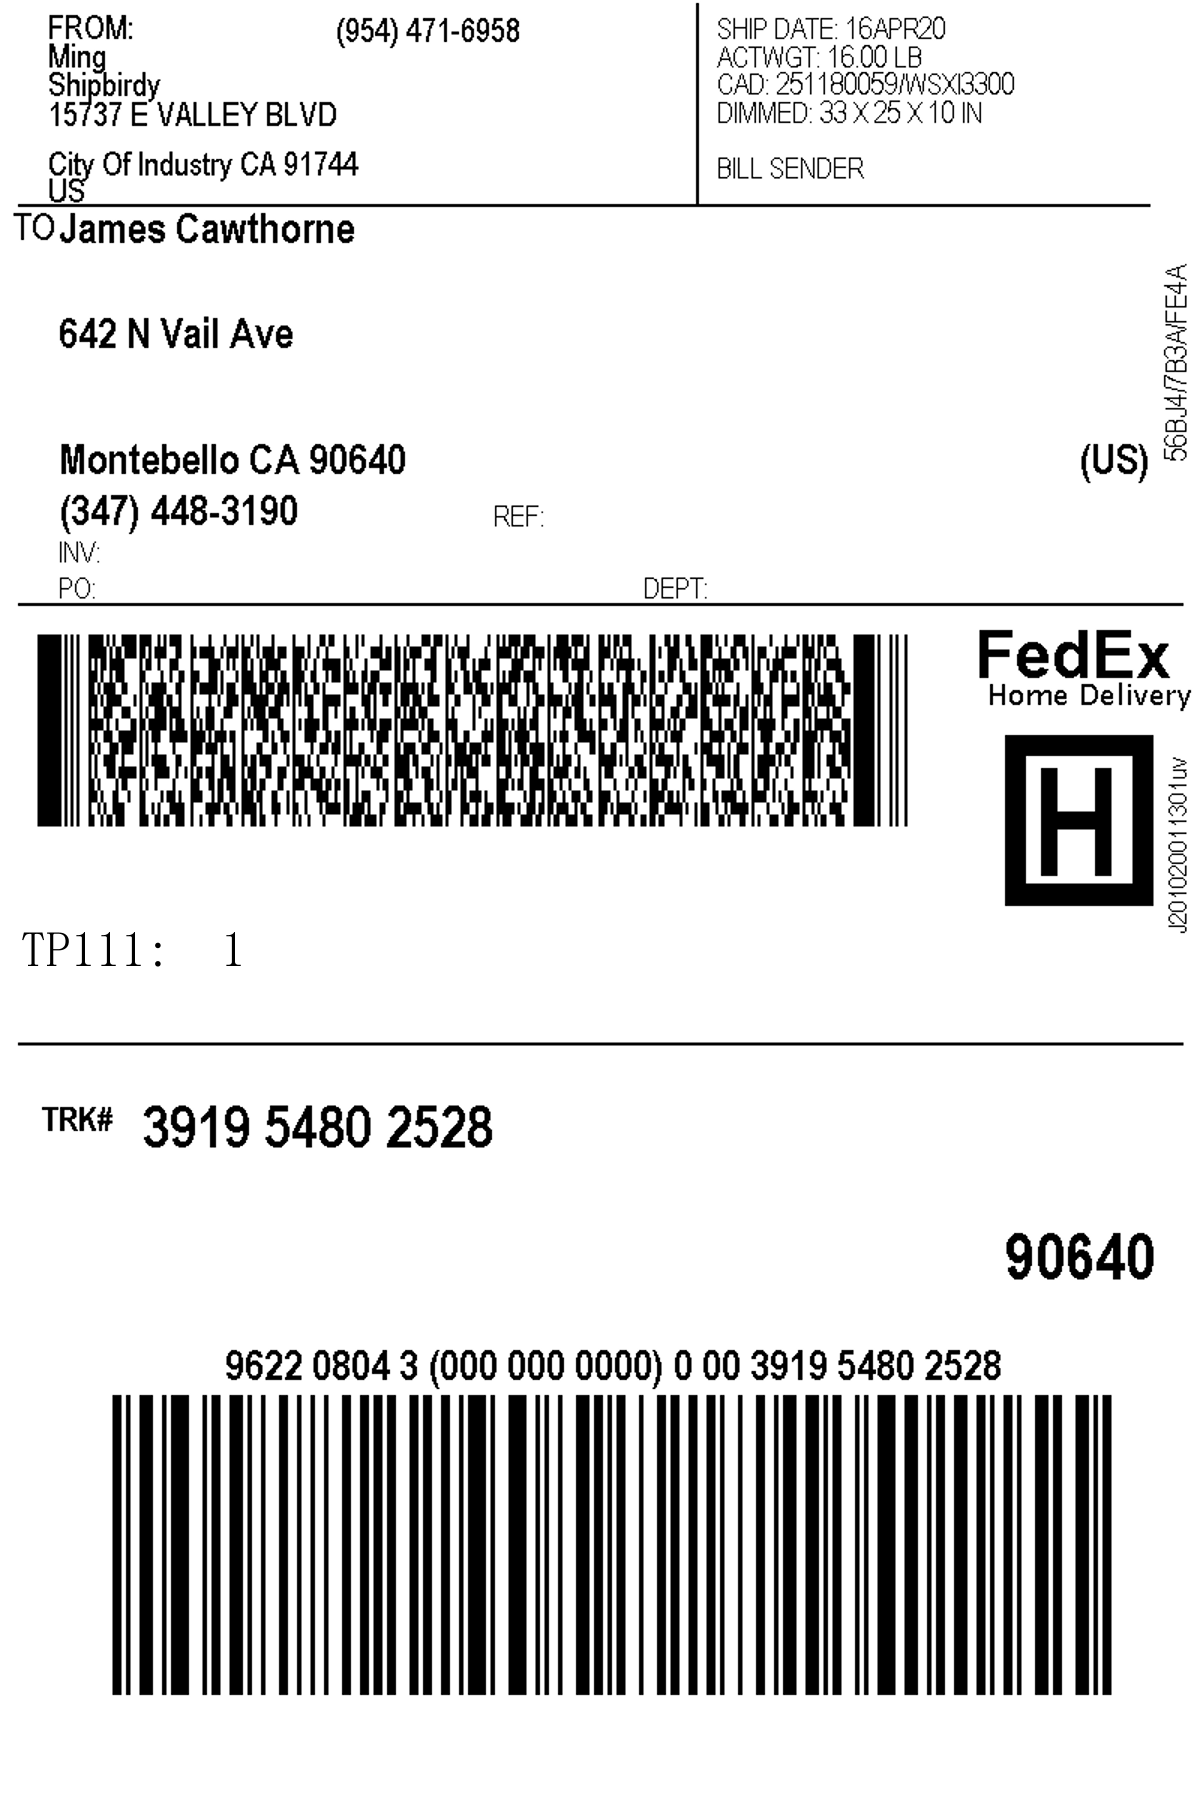 FROM: (954) 471-6958
Ming
Shipbirdy
15737 E VALLEY BLVD
City Of Industry CA 91744
US
SHIP DATE: 16APR20
ACTWGT: 16.00 LB
CAD: 251180059/WSXI3300
DIMMED: 33 X 25 X 10 IN
BILL SENDER
TO James Cawthorne
642 N Vail Ave
Montebello CA 90640 (US)
(347) 448-3190 REF:
INV:
PO: DEPT:
56BJ4/7B3A/FE4A
FedEx
Home Delivery
H
J201020011301uv
TP111: 1
TRK# 3919 5480 2528
90640
9622 0804 3 (000 000 0000) 0 00 3919 5480 2528